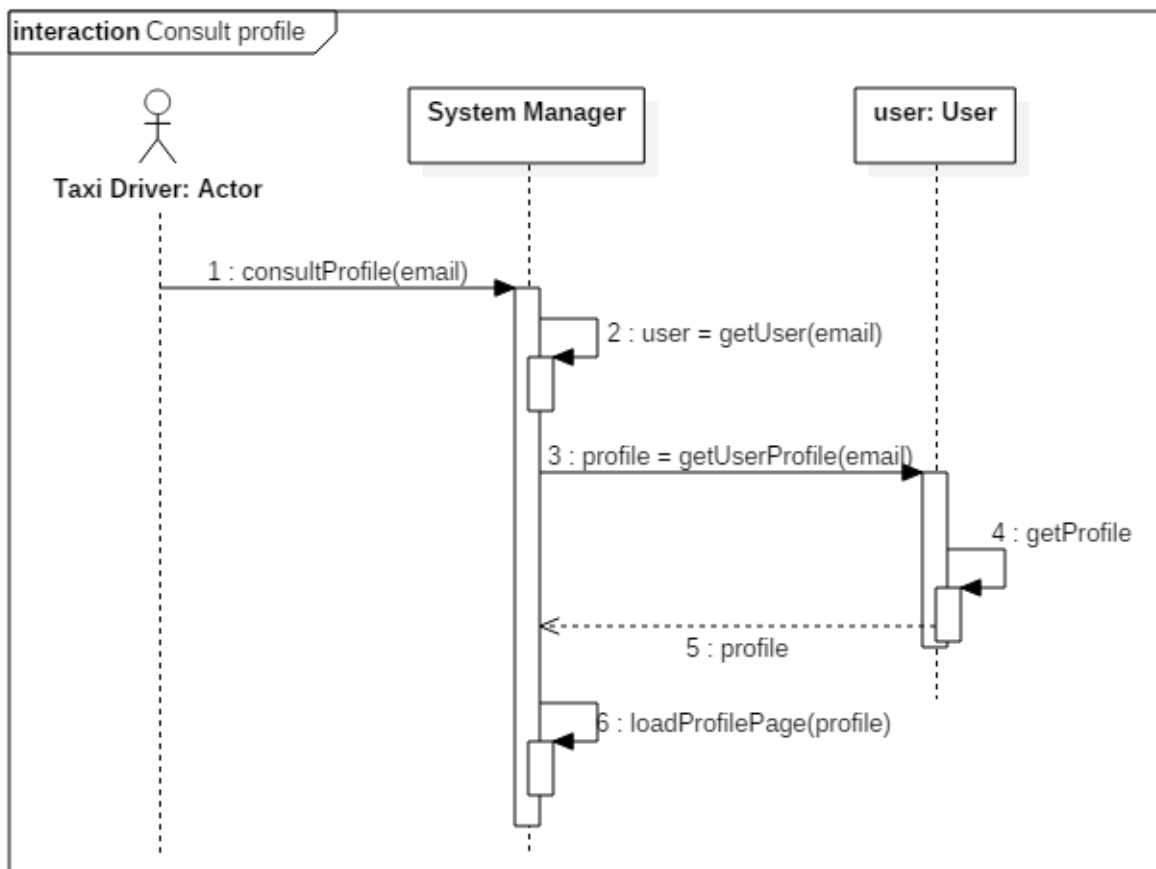 interaction Consult profile
System Manager
user: User
Taxi Driver: Actor
1 : consultProfile(email)
2 : user = getUser(email)
3 : profile = getUserProfile(email)
4 : getProfile
5 : profile
6 : loadProfilePage(profile)